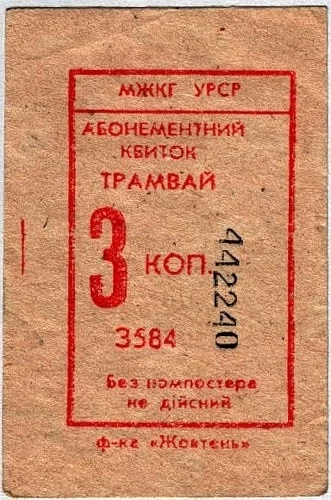 МЖКГ УРСР
АБОНЕМЕНТНИЙ
КВИТОК
ТРАМВАЙ
3 КОП.
442240
3584
Без компостера
не дійсний
ф-ка «Жовтень»